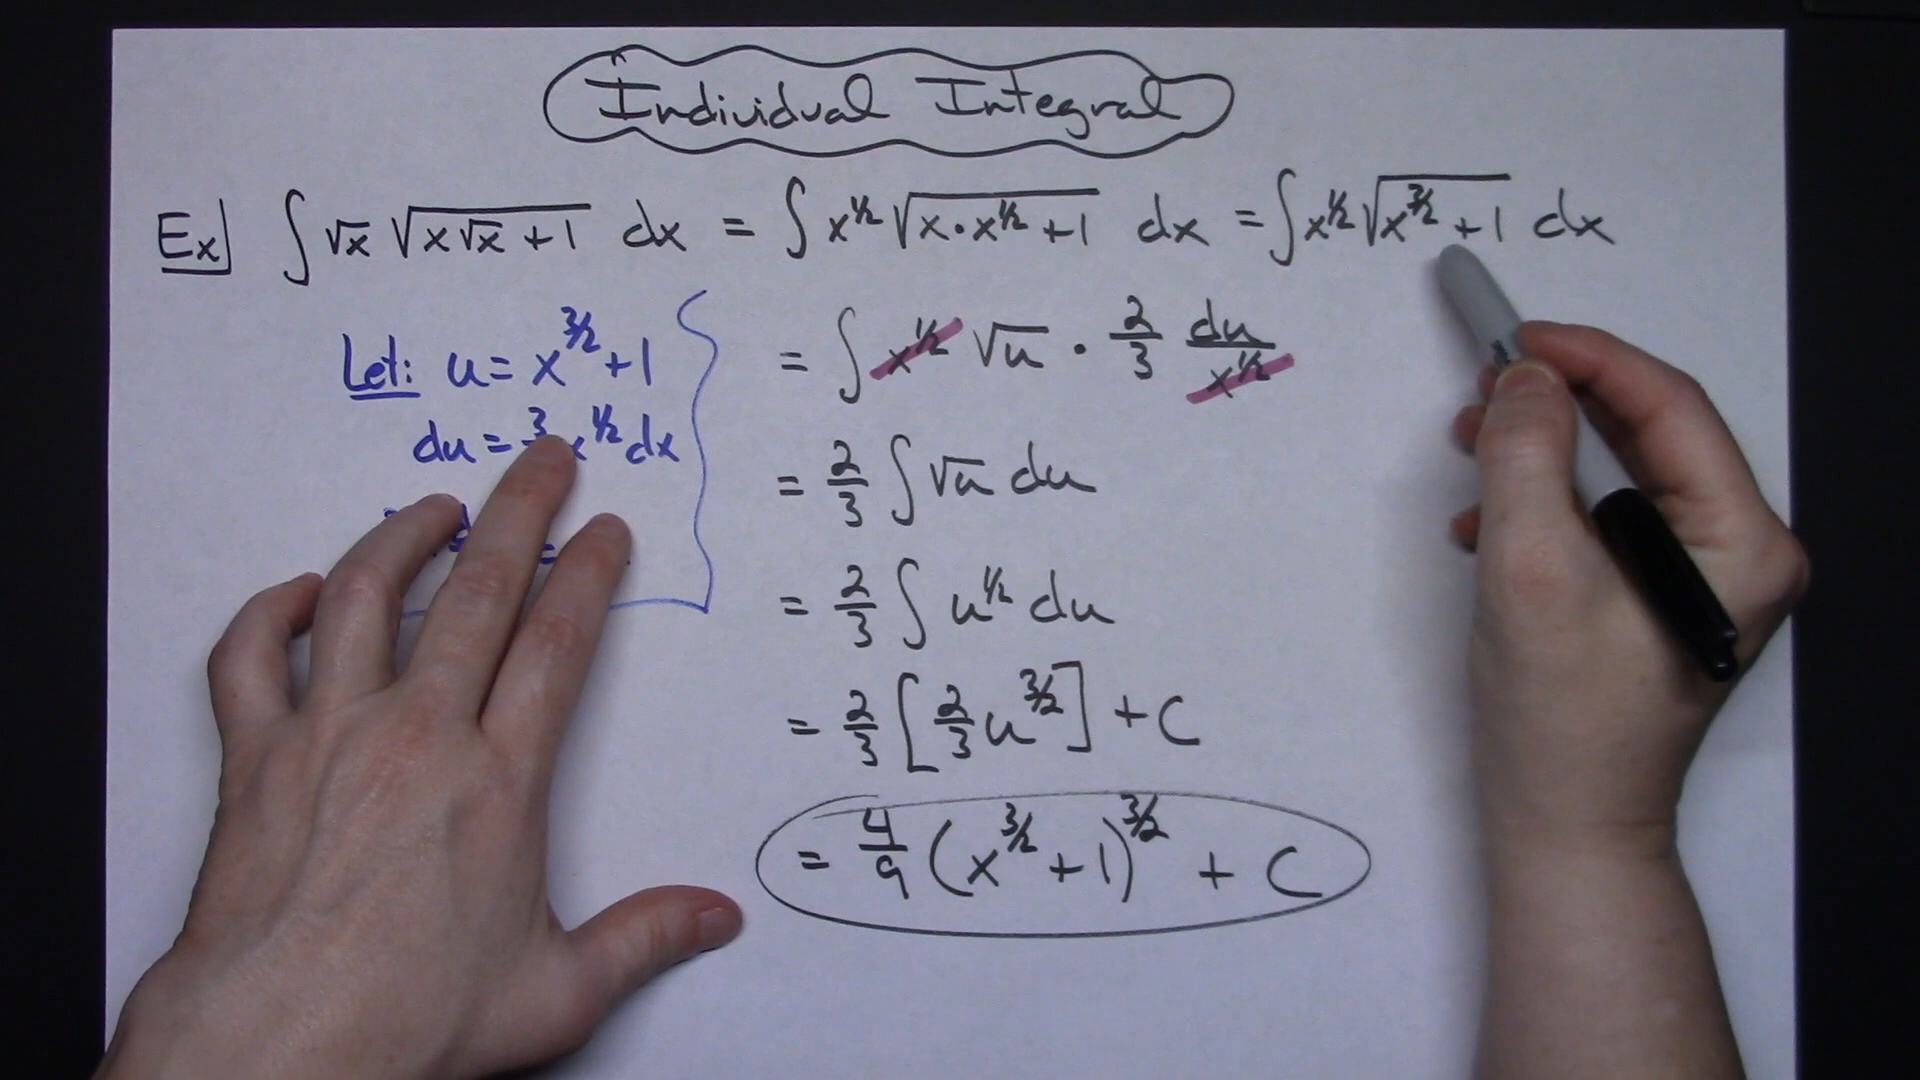 Individual Integral
Ex] ∫ √x √(x√x + 1) dx = ∫ x^1/2 √(x·x^1/2 + 1) dx = ∫ x^1/2 √(x^3/2 + 1) dx
Let: u = x^3/2 + 1
du = 3 x^1/2 dx
= ∫ x^1/2 √u · 2/3 du/x^1/2
= 2/3 ∫ √u du
= 2/3 ∫ u^1/2 du
= 2/3 [2/3 u^3/2] + C
= 4/9 (x^3/2 + 1)^3/2 + C